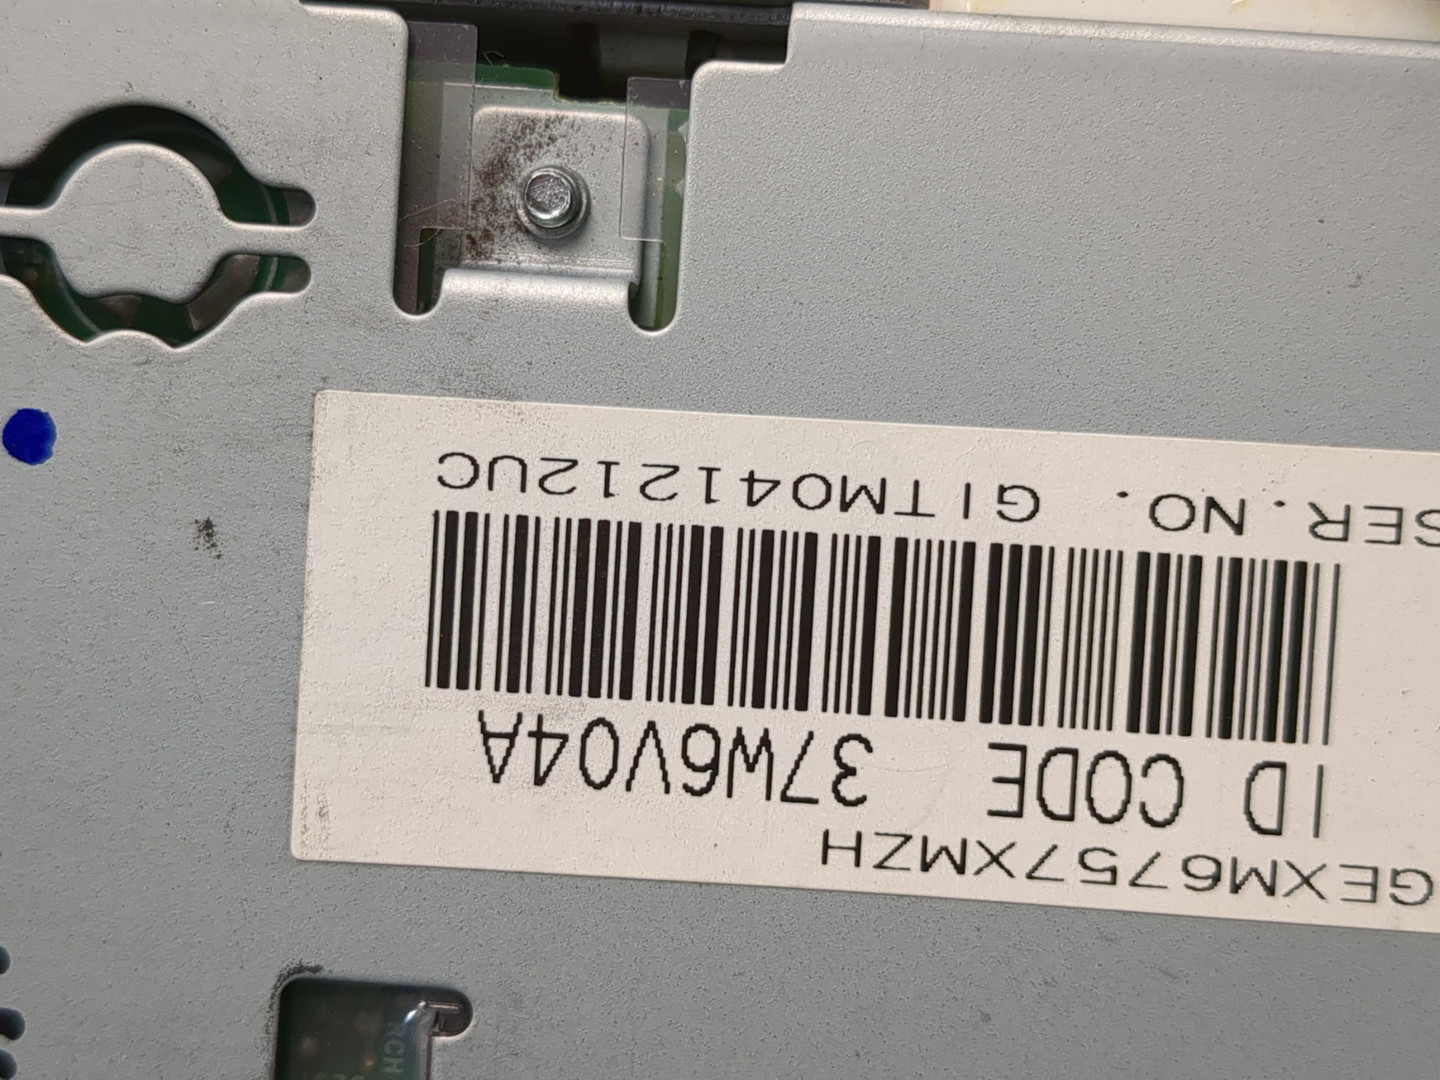 GEXM6757XMZH
ID CODE 37W6V04A
SER.NO. GITM041212UC